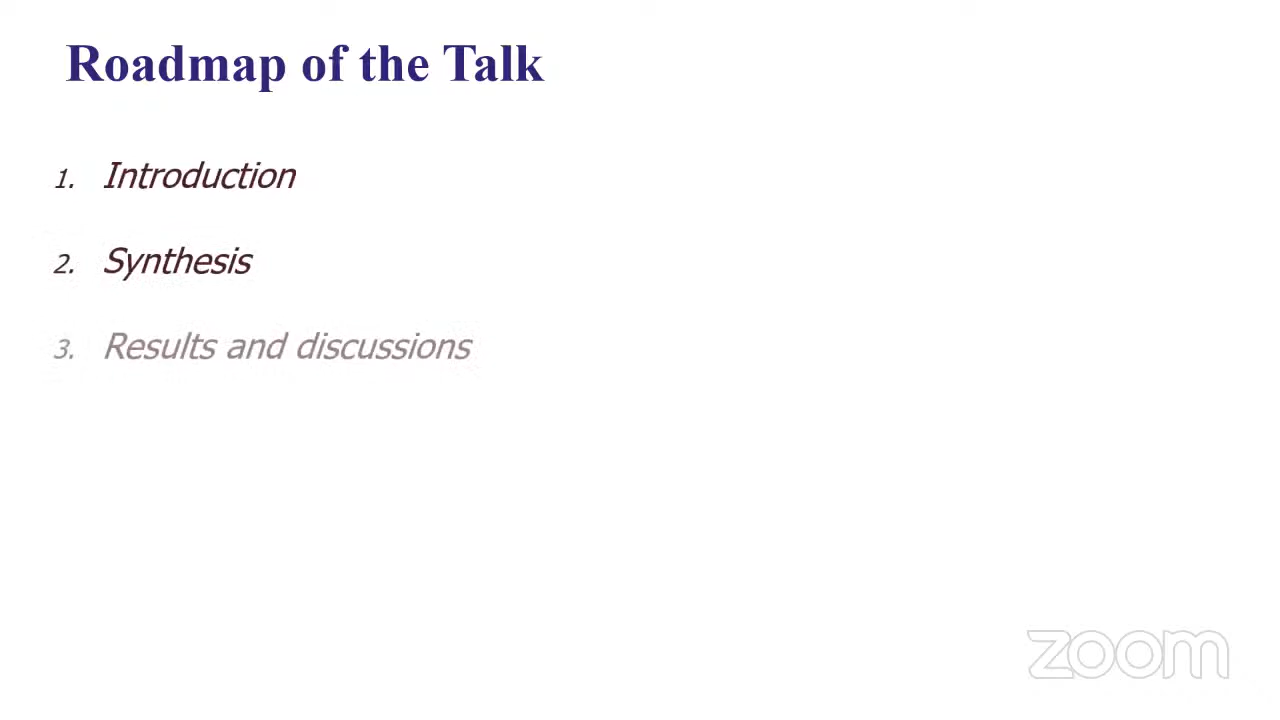 Roadmap of the Talk
1. Introduction
2. Synthesis
3. Results and discussions
zoom